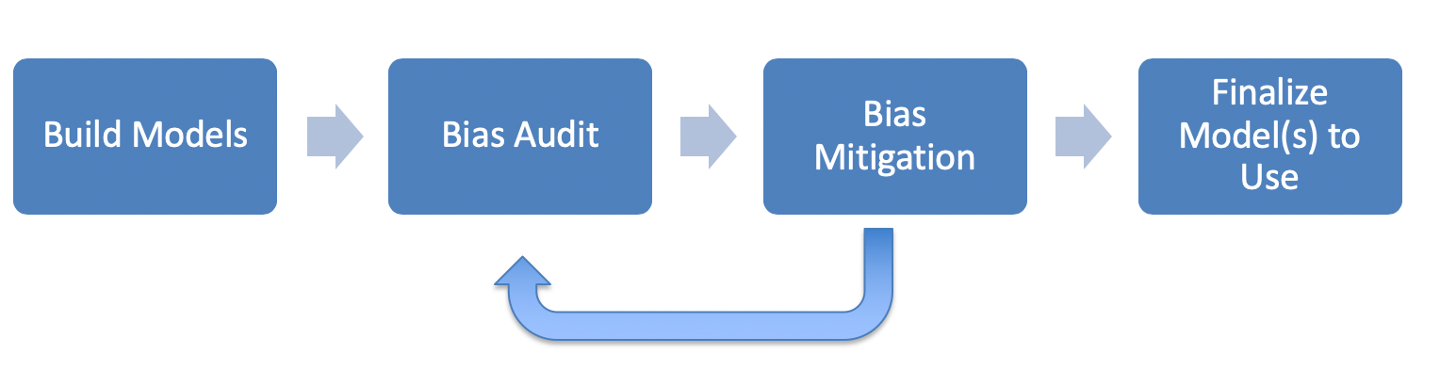 Build Models
Bias Audit
Bias
Mitigation
Finalize
Model(s) to
Use